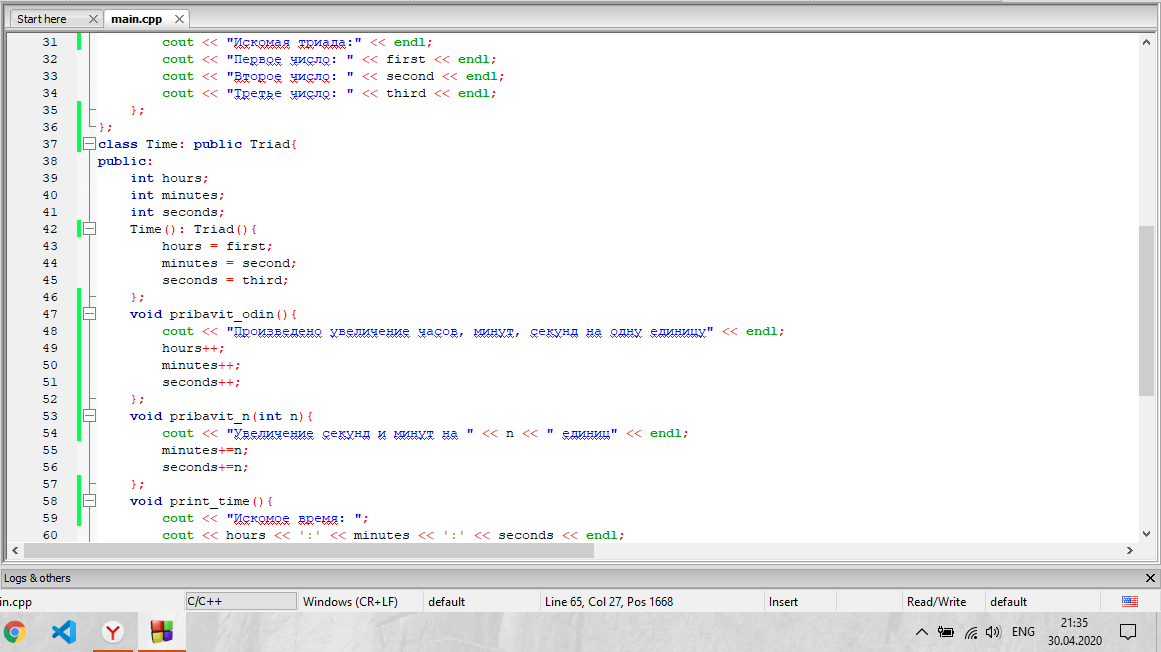 Start here
main.cpp
31 cout << "Искомая триада:" << endl;
32 cout << "Первое число: " << first << endl;
33 cout << "Второе число: " << second << endl;
34 cout << "Третье число: " << third << endl;
35 };
36 };
37 class Time: public Triad{
38 public:
39 int hours;
40 int minutes;
41 int seconds;
42 Time(): Triad(){
43 hours = first;
44 minutes = second;
45 seconds = third;
46 };
47 void pribavit_odin(){
48 cout << "Произведено увеличение часов, минут, секунд на одну единицу" << endl;
49 hours++;
50 minutes++;
51 seconds++;
52 };
53 void pribavit_n(int n){
54 cout << "Увеличение секунд и минут на " << n << " единиц" << endl;
55 minutes+=n;
56 seconds+=n;
57 };
58 void print_time(){
59 cout << "Искомое время: ";
60 cout << hours << ':' << minutes << ':' << seconds << endl;
Logs & others
in.cpp C/C++ Windows (CR+LF) default Line 65, Col 27, Pos 1668 Insert Read/Write default
ENG 21:35
30.04.2020